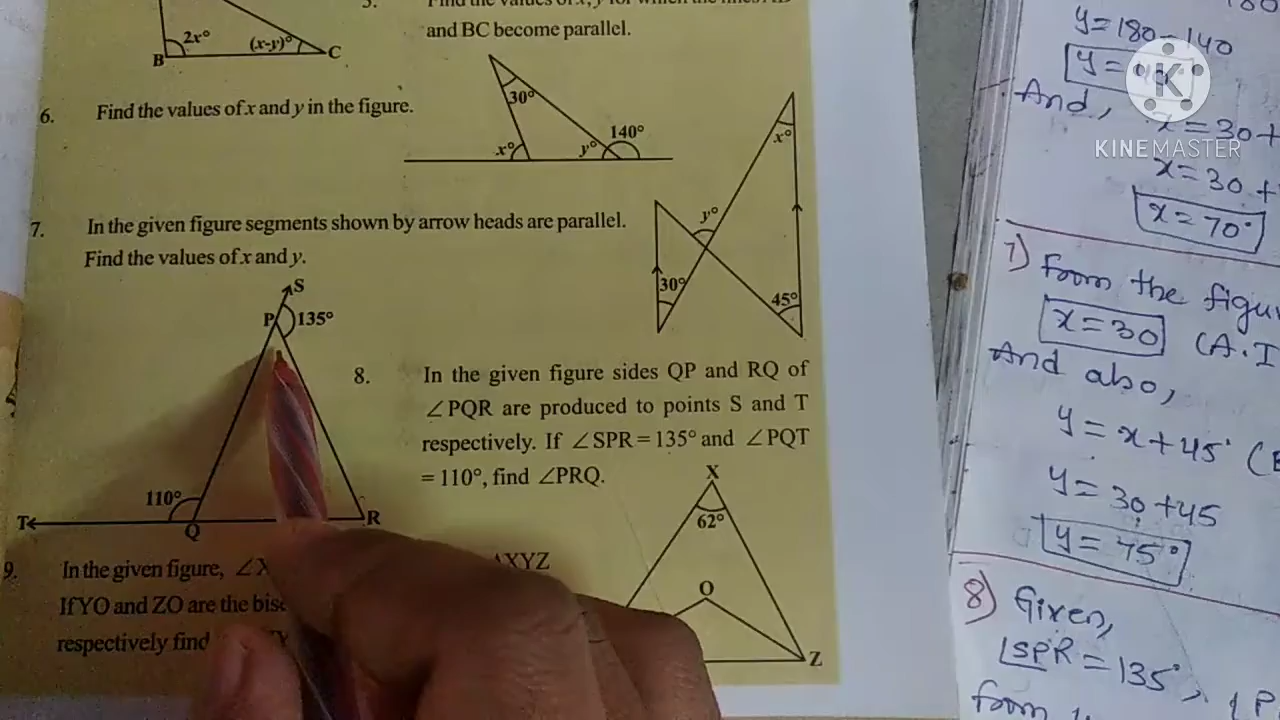 B 2x° (x-y)° C
and BC become parallel.
6. Find the values of x and y in the figure.
30°
x° y° 140°
7. In the given figure segments shown by arrow heads are parallel.
Find the values of x and y.
x°
y°
30° 45°
S
P 135°
110°
T Q R
8. In the given figure sides QP and RQ of
∠PQR are produced to points S and T
respectively. If ∠SPR = 135° and ∠PQT
= 110°, find ∠PRQ.
X
62°
O
Z
9. In the given figure,
XYZ
If YO and ZO are the
respectively find
y=180-140
And,
x=30+
x=30+
x=70°
7) from the
x=30 (A.I
And also,
y=x+45° (
y=30+45
y=75°
8) Given,
∠SPR=135°,
from
KINEMASTER